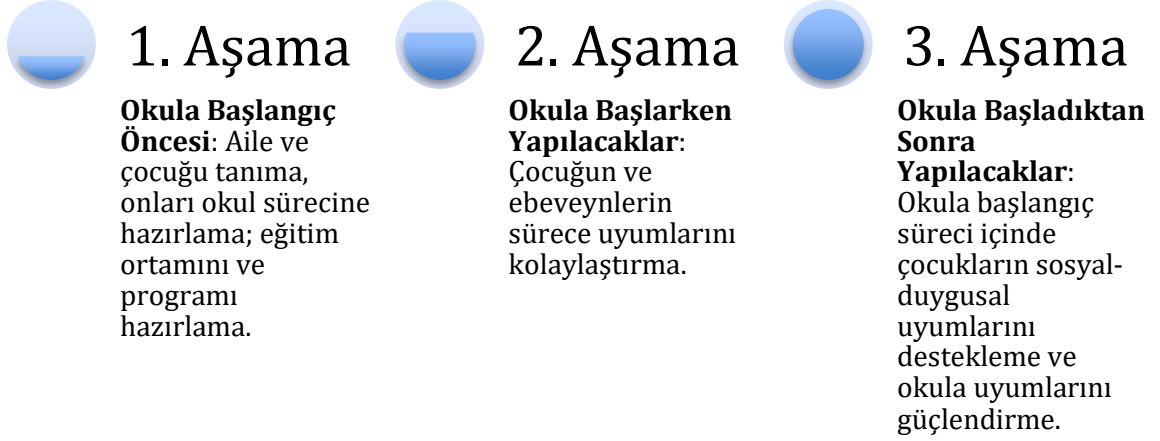 1. Aşama
Okula Başlangıç
Öncesi: Aile ve
çocuğu tanıma,
onları okul sürecine
hazırlama; eğitim
ortamını ve
programı
hazırlama.
2. Aşama
Okula Başlarken
Yapılacaklar:
Çocuğun ve
ebeveynlerin
sürece uyumlarını
kolaylaştırma.
3. Aşama
Okula Başladıktan
Sonra
Yapılacaklar:
Okula başlangıç
süreci içinde
çocukların sosyal-
duygusal
uyumlarını
destekleme ve
okula uyumlarını
güçlendirme.